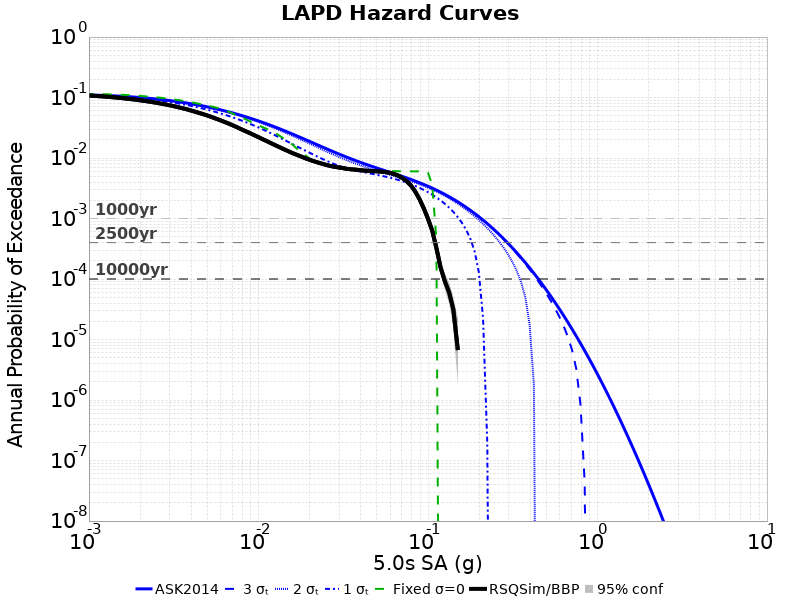 LAPD Hazard Curves
Annual Probability of Exceedance
10^0
10^-1
10^-2
10^-3
10^-4
10^-5
10^-6
10^-7
10^-8
1000yr
2500yr
10000yr
10^-3 10^-2 10^-1 10^0 10^1
5.0s SA (g)
ASK2014 3 σₜ 2 σₜ 1 σₜ Fixed σ=0 RSQSim/BBP 95% conf